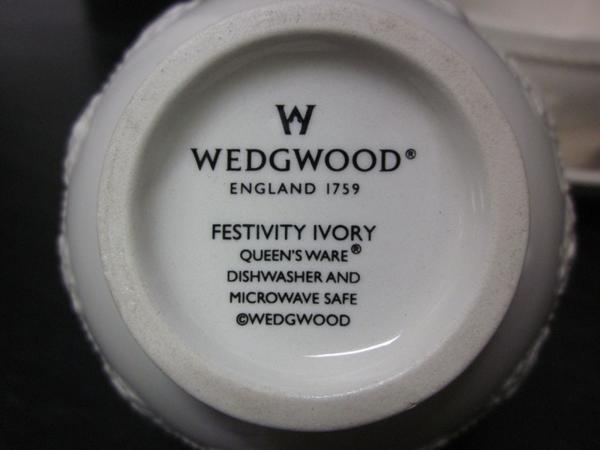 W
WEDGWOOD®
ENGLAND 1759
FESTIVITY IVORY
QUEEN'S WARE®
DISHWASHER AND
MICROWAVE SAFE
©WEDGWOOD